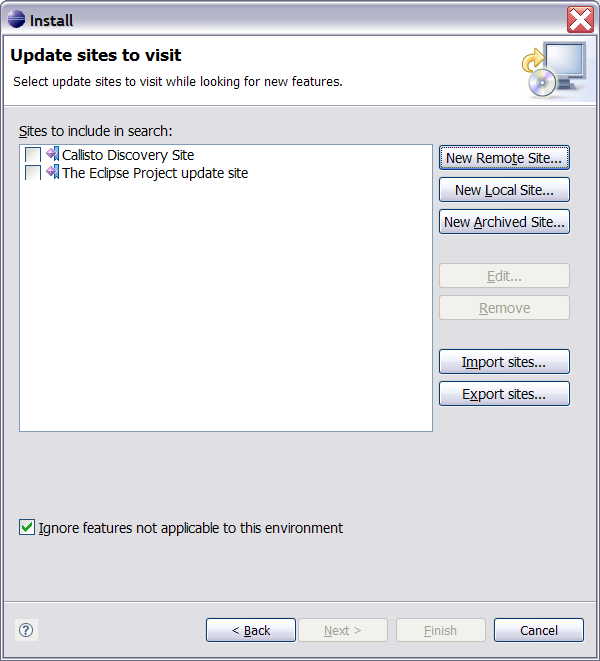 Install
Update sites to visit
Select update sites to visit while looking for new features.
Sites to include in search:
Callisto Discovery Site
The Eclipse Project update site
New Remote Site...
New Local Site...
New Archived Site...
Edit...
Remove
Import sites...
Export sites...
Ignore features not applicable to this environment
?
< Back
Next >
Finish
Cancel